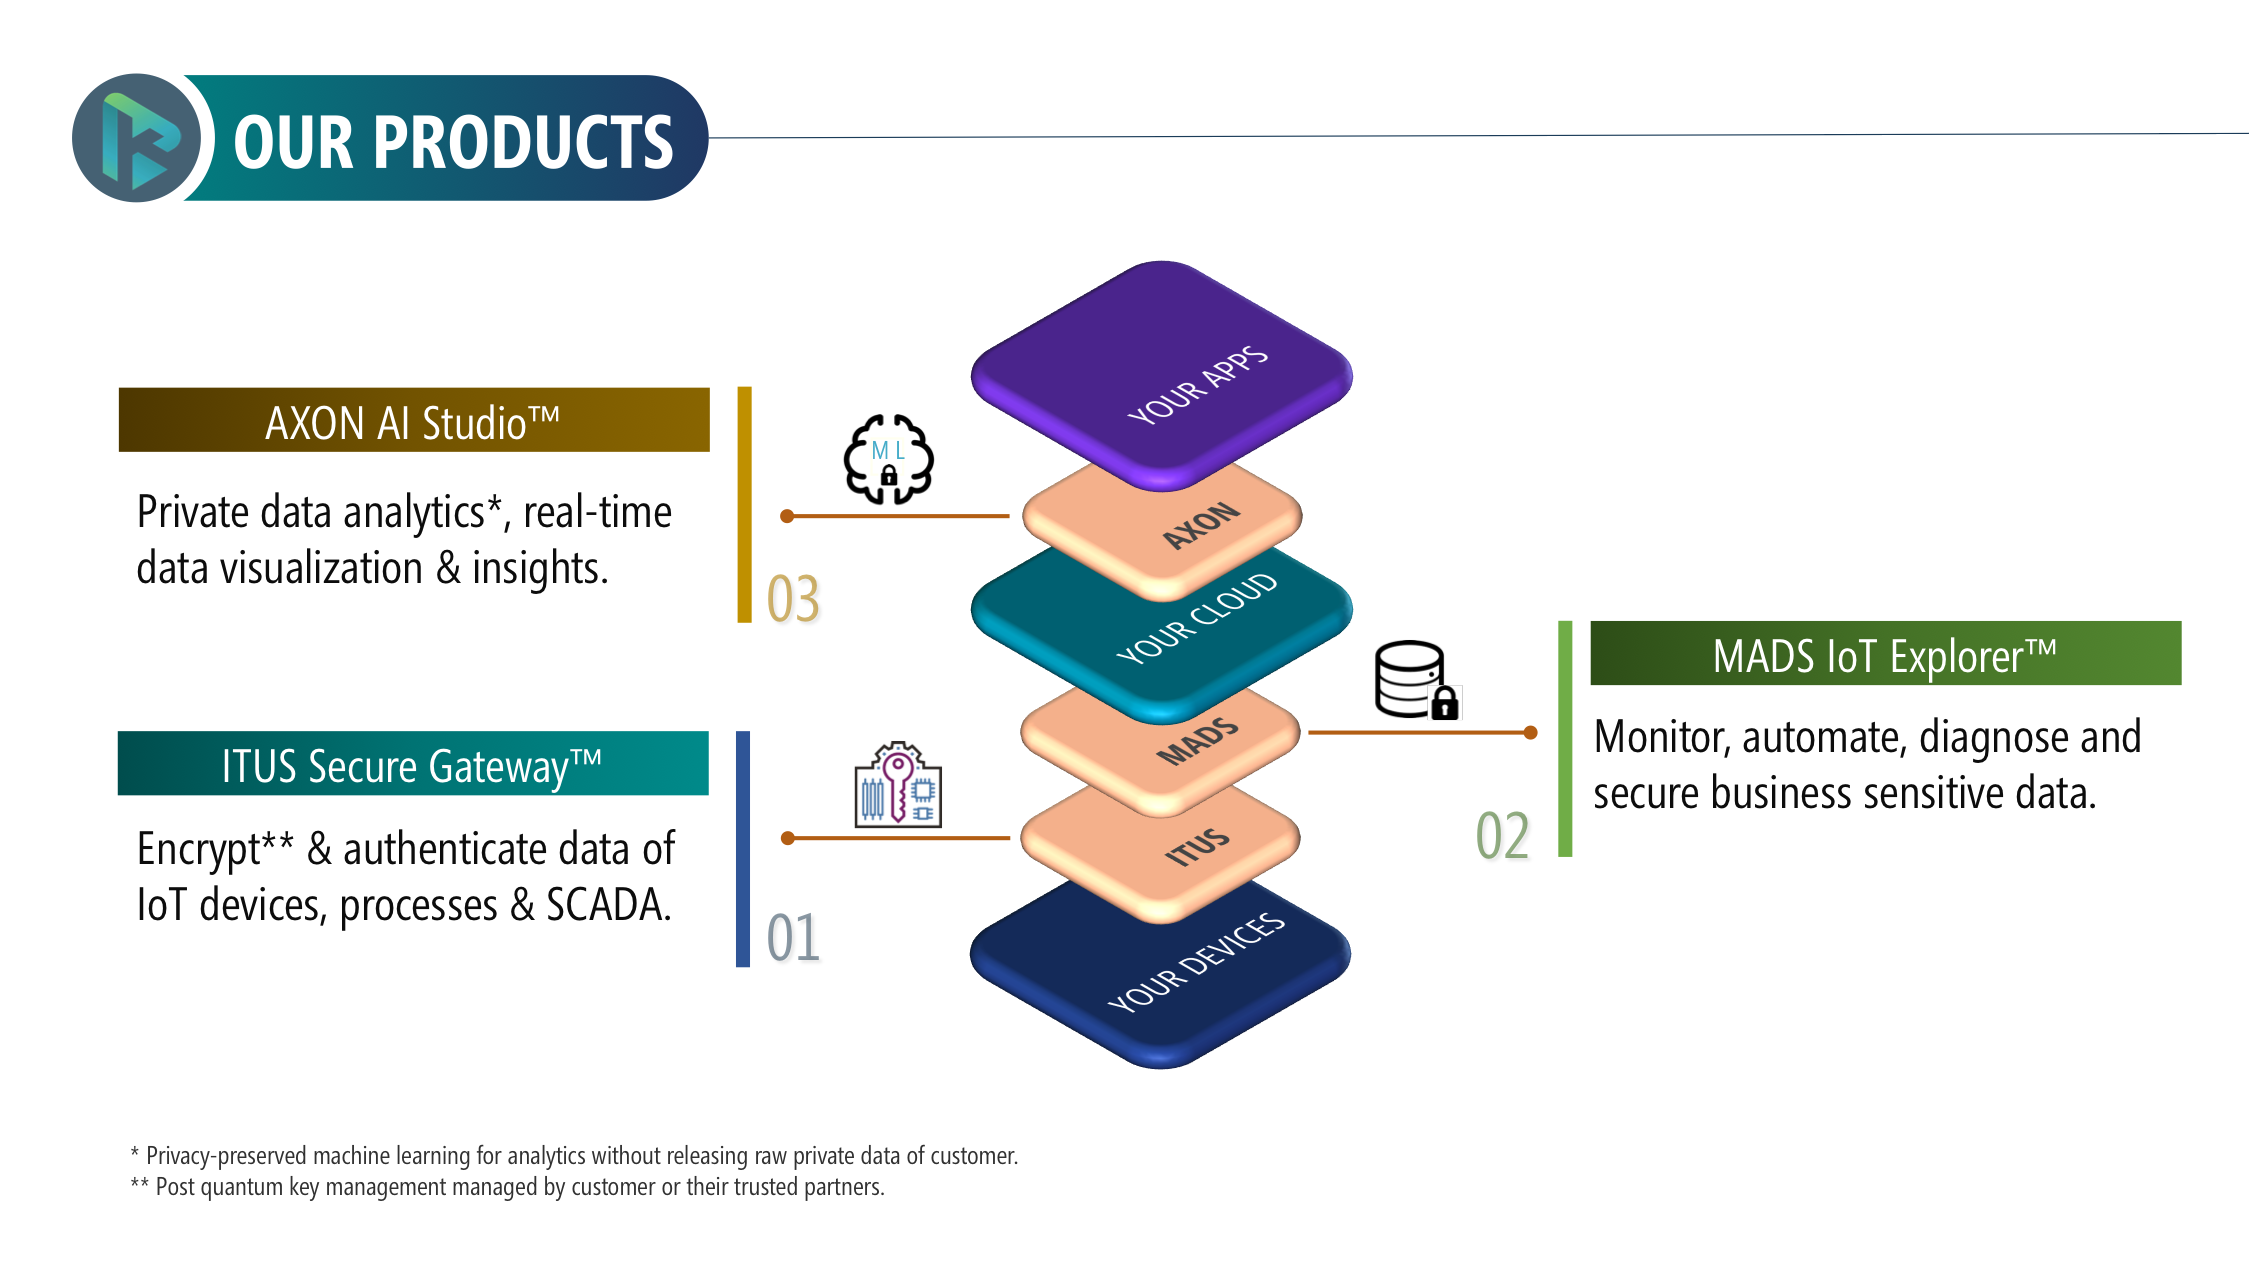 OUR PRODUCTS
YOUR APPS
AXON AI Studio™
M L
Private data analytics*, real-time
data visualization & insights.
03
AXON
YOUR CLOUD
MADS IoT Explorer™
Monitor, automate, diagnose and
secure business sensitive data.
02
MADS
ITUS Secure Gateway™
Encrypt** & authenticate data of
IoT devices, processes & SCADA.
01
ITUS
YOUR DEVICES
* Privacy-preserved machine learning for analytics without releasing raw private data of customer.
** Post quantum key management managed by customer or their trusted partners.